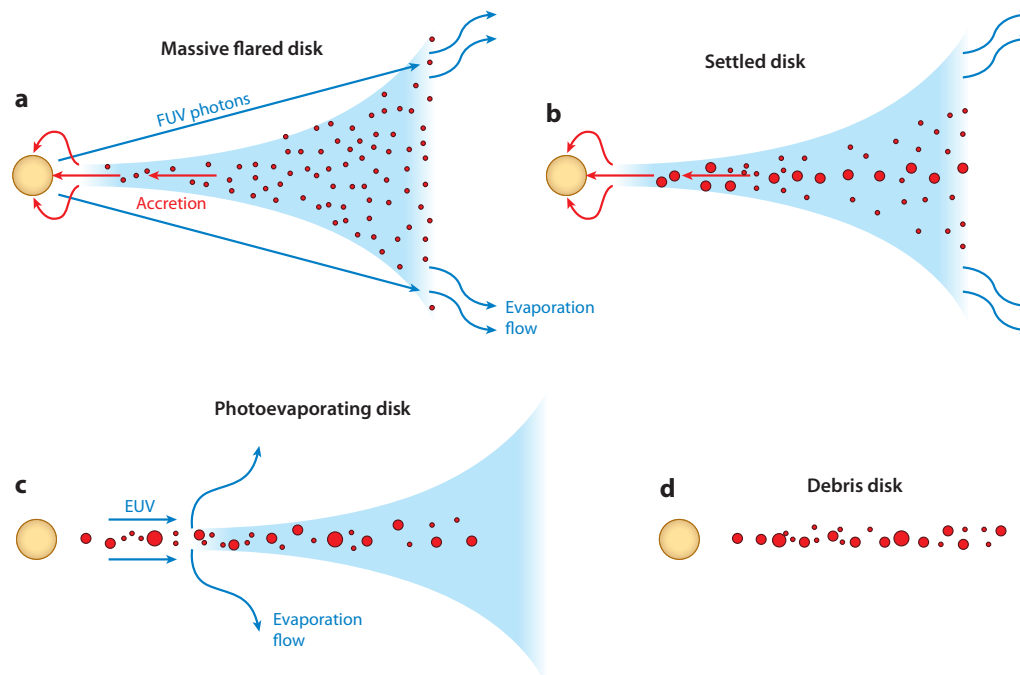 Massive flared disk
a
FUV photons
Accretion
Evaporation
flow
Settled disk
b
Photoevaporating disk
c
EUV
Evaporation
flow
Debris disk
d